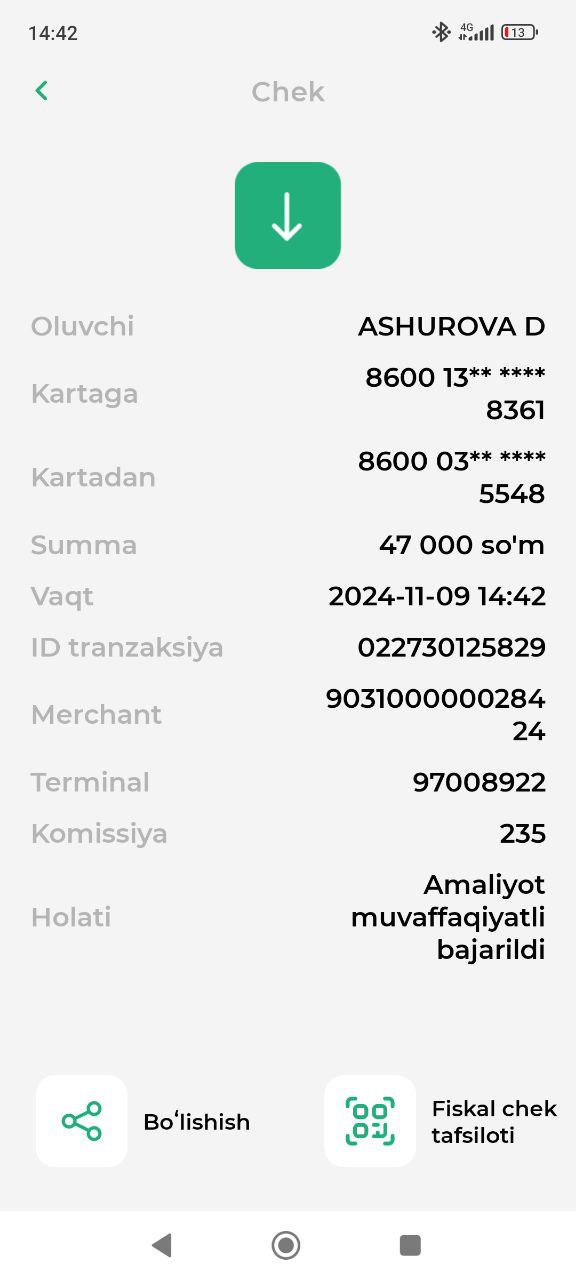 14:42
4G
13
Chek
Oluvchi
ASHUROVA D
Kartaga
8600 13** ****
8361
Kartadan
8600 03** ****
5548
Summa
47 000 so'm
Vaqt
2024-11-09 14:42
ID tranzaksiya
022730125829
Merchant
9031000000284
24
Terminal
97008922
Komissiya
235
Holati
Amaliyot
muvaffaqiyatli
bajarildi
Boʻlishish
Fiskal chek
tafsiloti